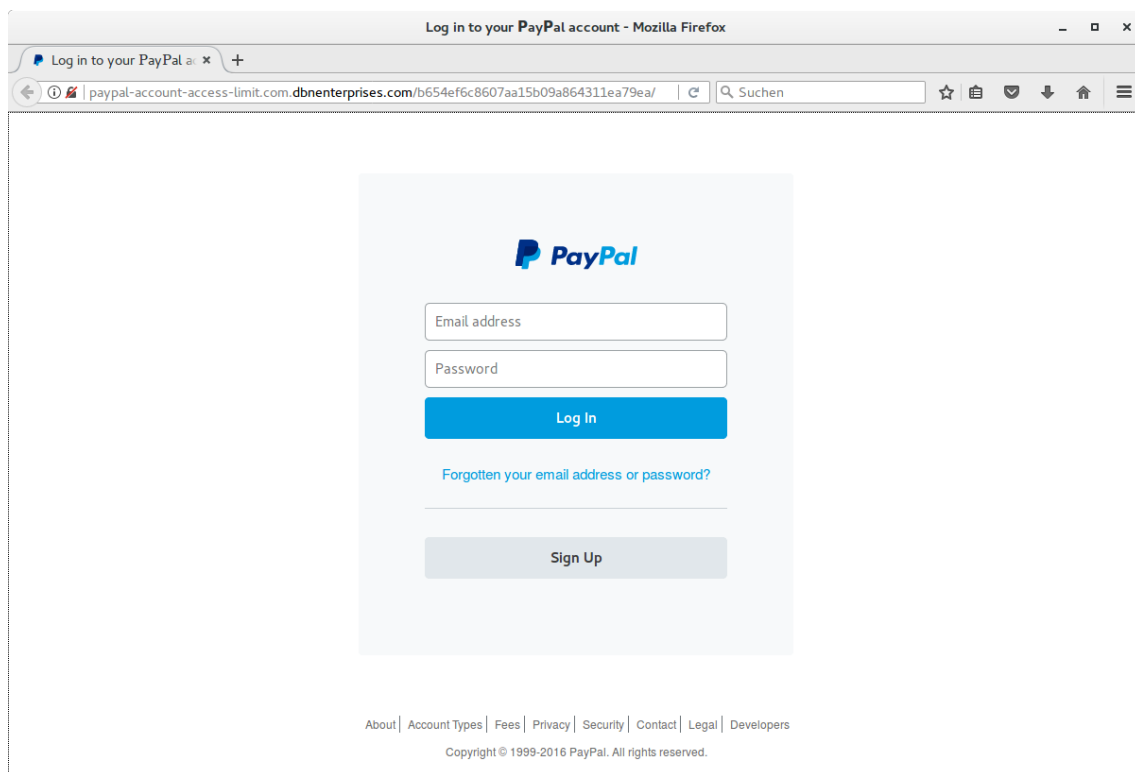 Log in to your PayPal account - Mozilla Firefox
Log in to your PayPal ac
paypal-account-access-limit.com.dbnenterprises.com/b654ef6c8607aa15b09a864311ea79ea/ Suchen
PayPal
Email address
Password
Log In
Forgotten your email address or password?
Sign Up
About | Account Types | Fees | Privacy | Security | Contact | Legal | Developers
Copyright © 1999-2016 PayPal. All rights reserved.